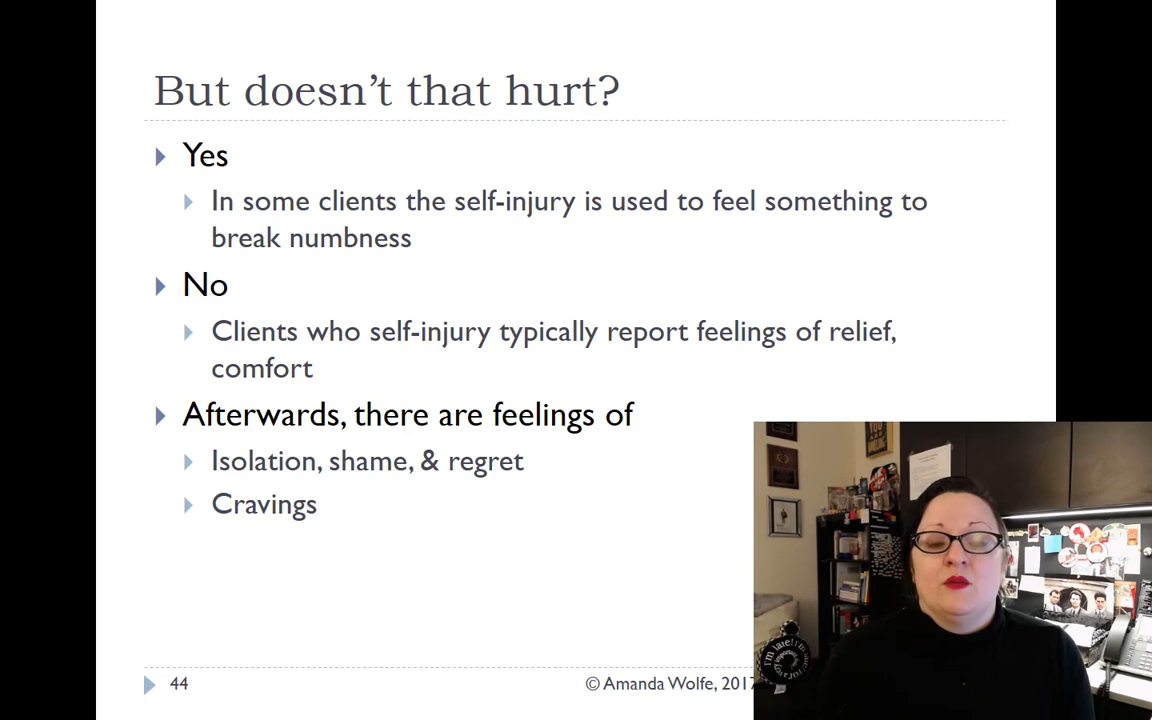 But doesn't that hurt?
Yes
In some clients the self-injury is used to feel something to
break numbness
No
Clients who self-injury typically report feelings of relief,
comfort
Afterwards, there are feelings of
Isolation, shame, & regret
Cravings
44
© Amanda Wolfe, 2017
I'm late! I'm